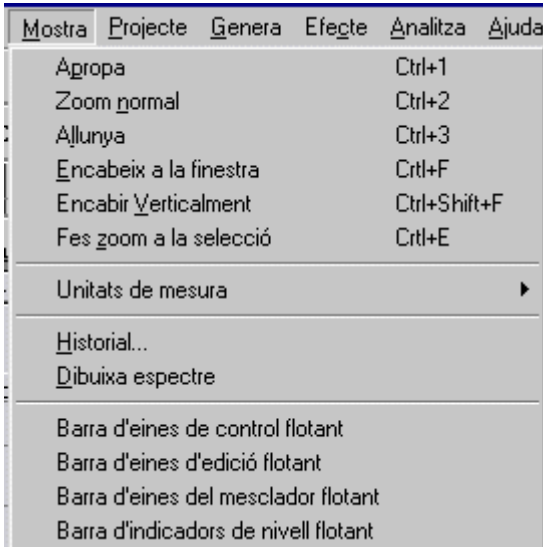 Mostra Projecte Genera Efecte Analitza Ajuda
Apropa Ctrl+1
Zoom normal Ctrl+2
Allunya Ctrl+3
Encabeix a la finestra Crtl+F
Encabir Verticalment Ctrl+Shift+F
Fes zoom a la selecció Crtl+E
Unitats de mesura
Historial...
Dibuixa espectre
Barra d'eines de control flotant
Barra d'eines d'edició flotant
Barra d'eines del mesclador flotant
Barra d'indicadors de nivell flotant